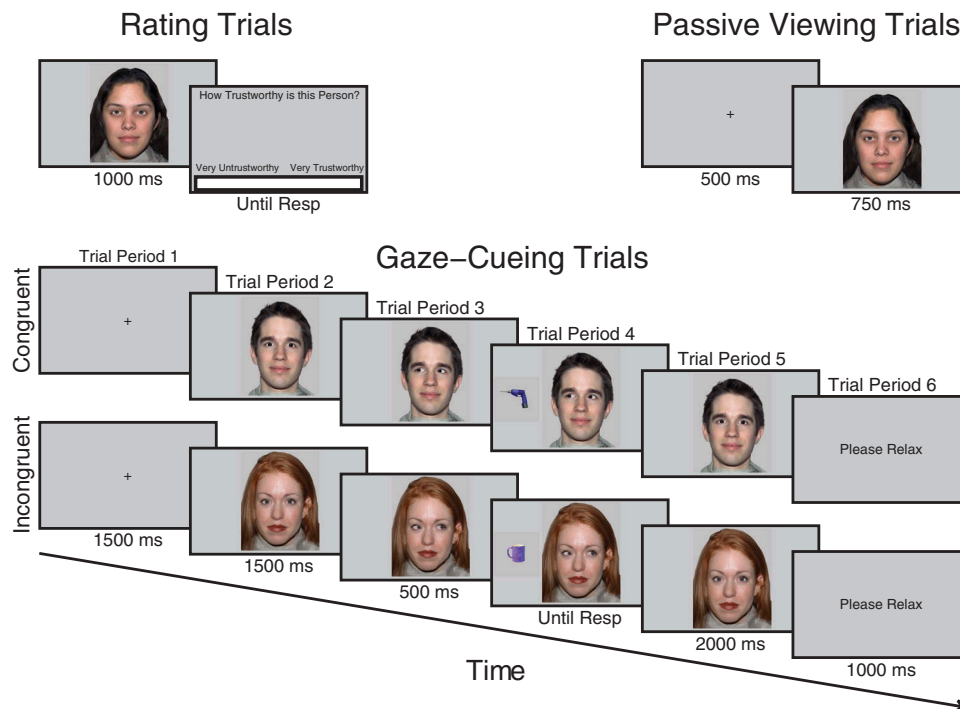 Rating Trials
Passive Viewing Trials
How Trustworthy is this Person?
Very Untrustworthy Very Trustworthy
1000 ms
Until Resp
+
500 ms
750 ms
Gaze–Cueing Trials
Congruent
Trial Period 1
Trial Period 2
Trial Period 3
Trial Period 4
Trial Period 5
Trial Period 6
+
Please Relax
Incongruent
+
Please Relax
1500 ms
1500 ms
500 ms
Until Resp
2000 ms
1000 ms
Time